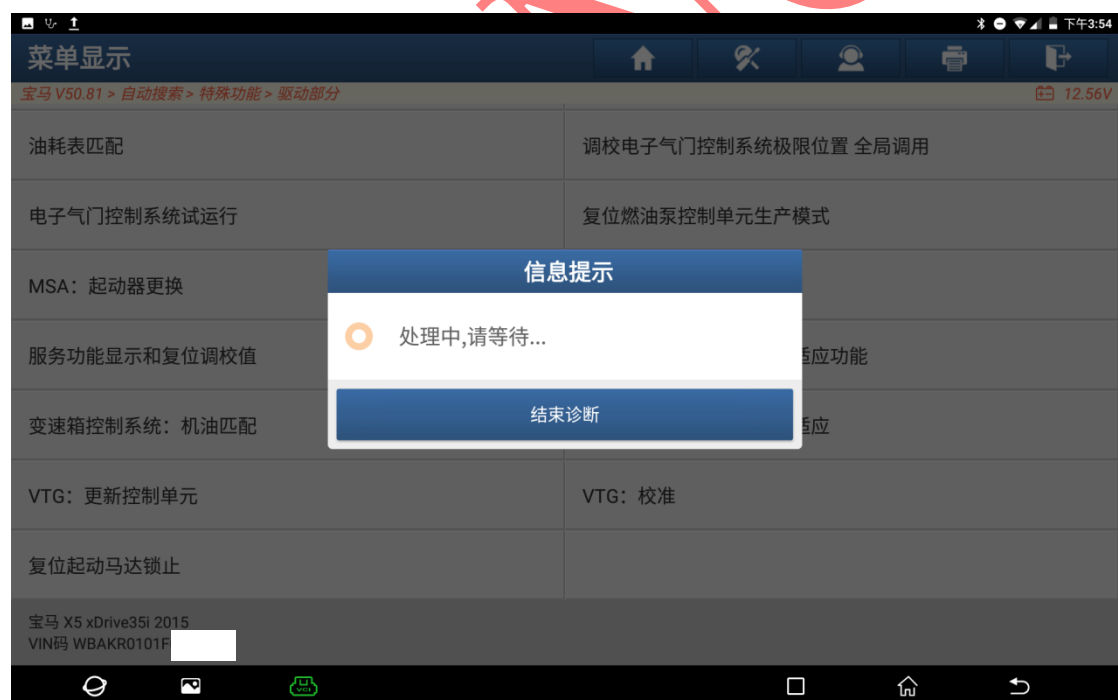 下午3:54
菜单显示
宝马 V50.81 > 自动搜索 > 特殊功能 > 驱动部分
12.56V
油耗表匹配
调校电子气门控制系统极限位置 全局调用
电子气门控制系统试运行
复位燃油泵控制单元生产模式
信息提示
MSA：起动器更换
处理中,请等待...
服务功能显示和复位调校值
适应功能
结束诊断
变速箱控制系统：机油匹配
适应
VTG：更新控制单元
VTG：校准
复位起动马达锁止
宝马 X5 xDrive35i 2015
VIN码 WBAKR0101F
VCI